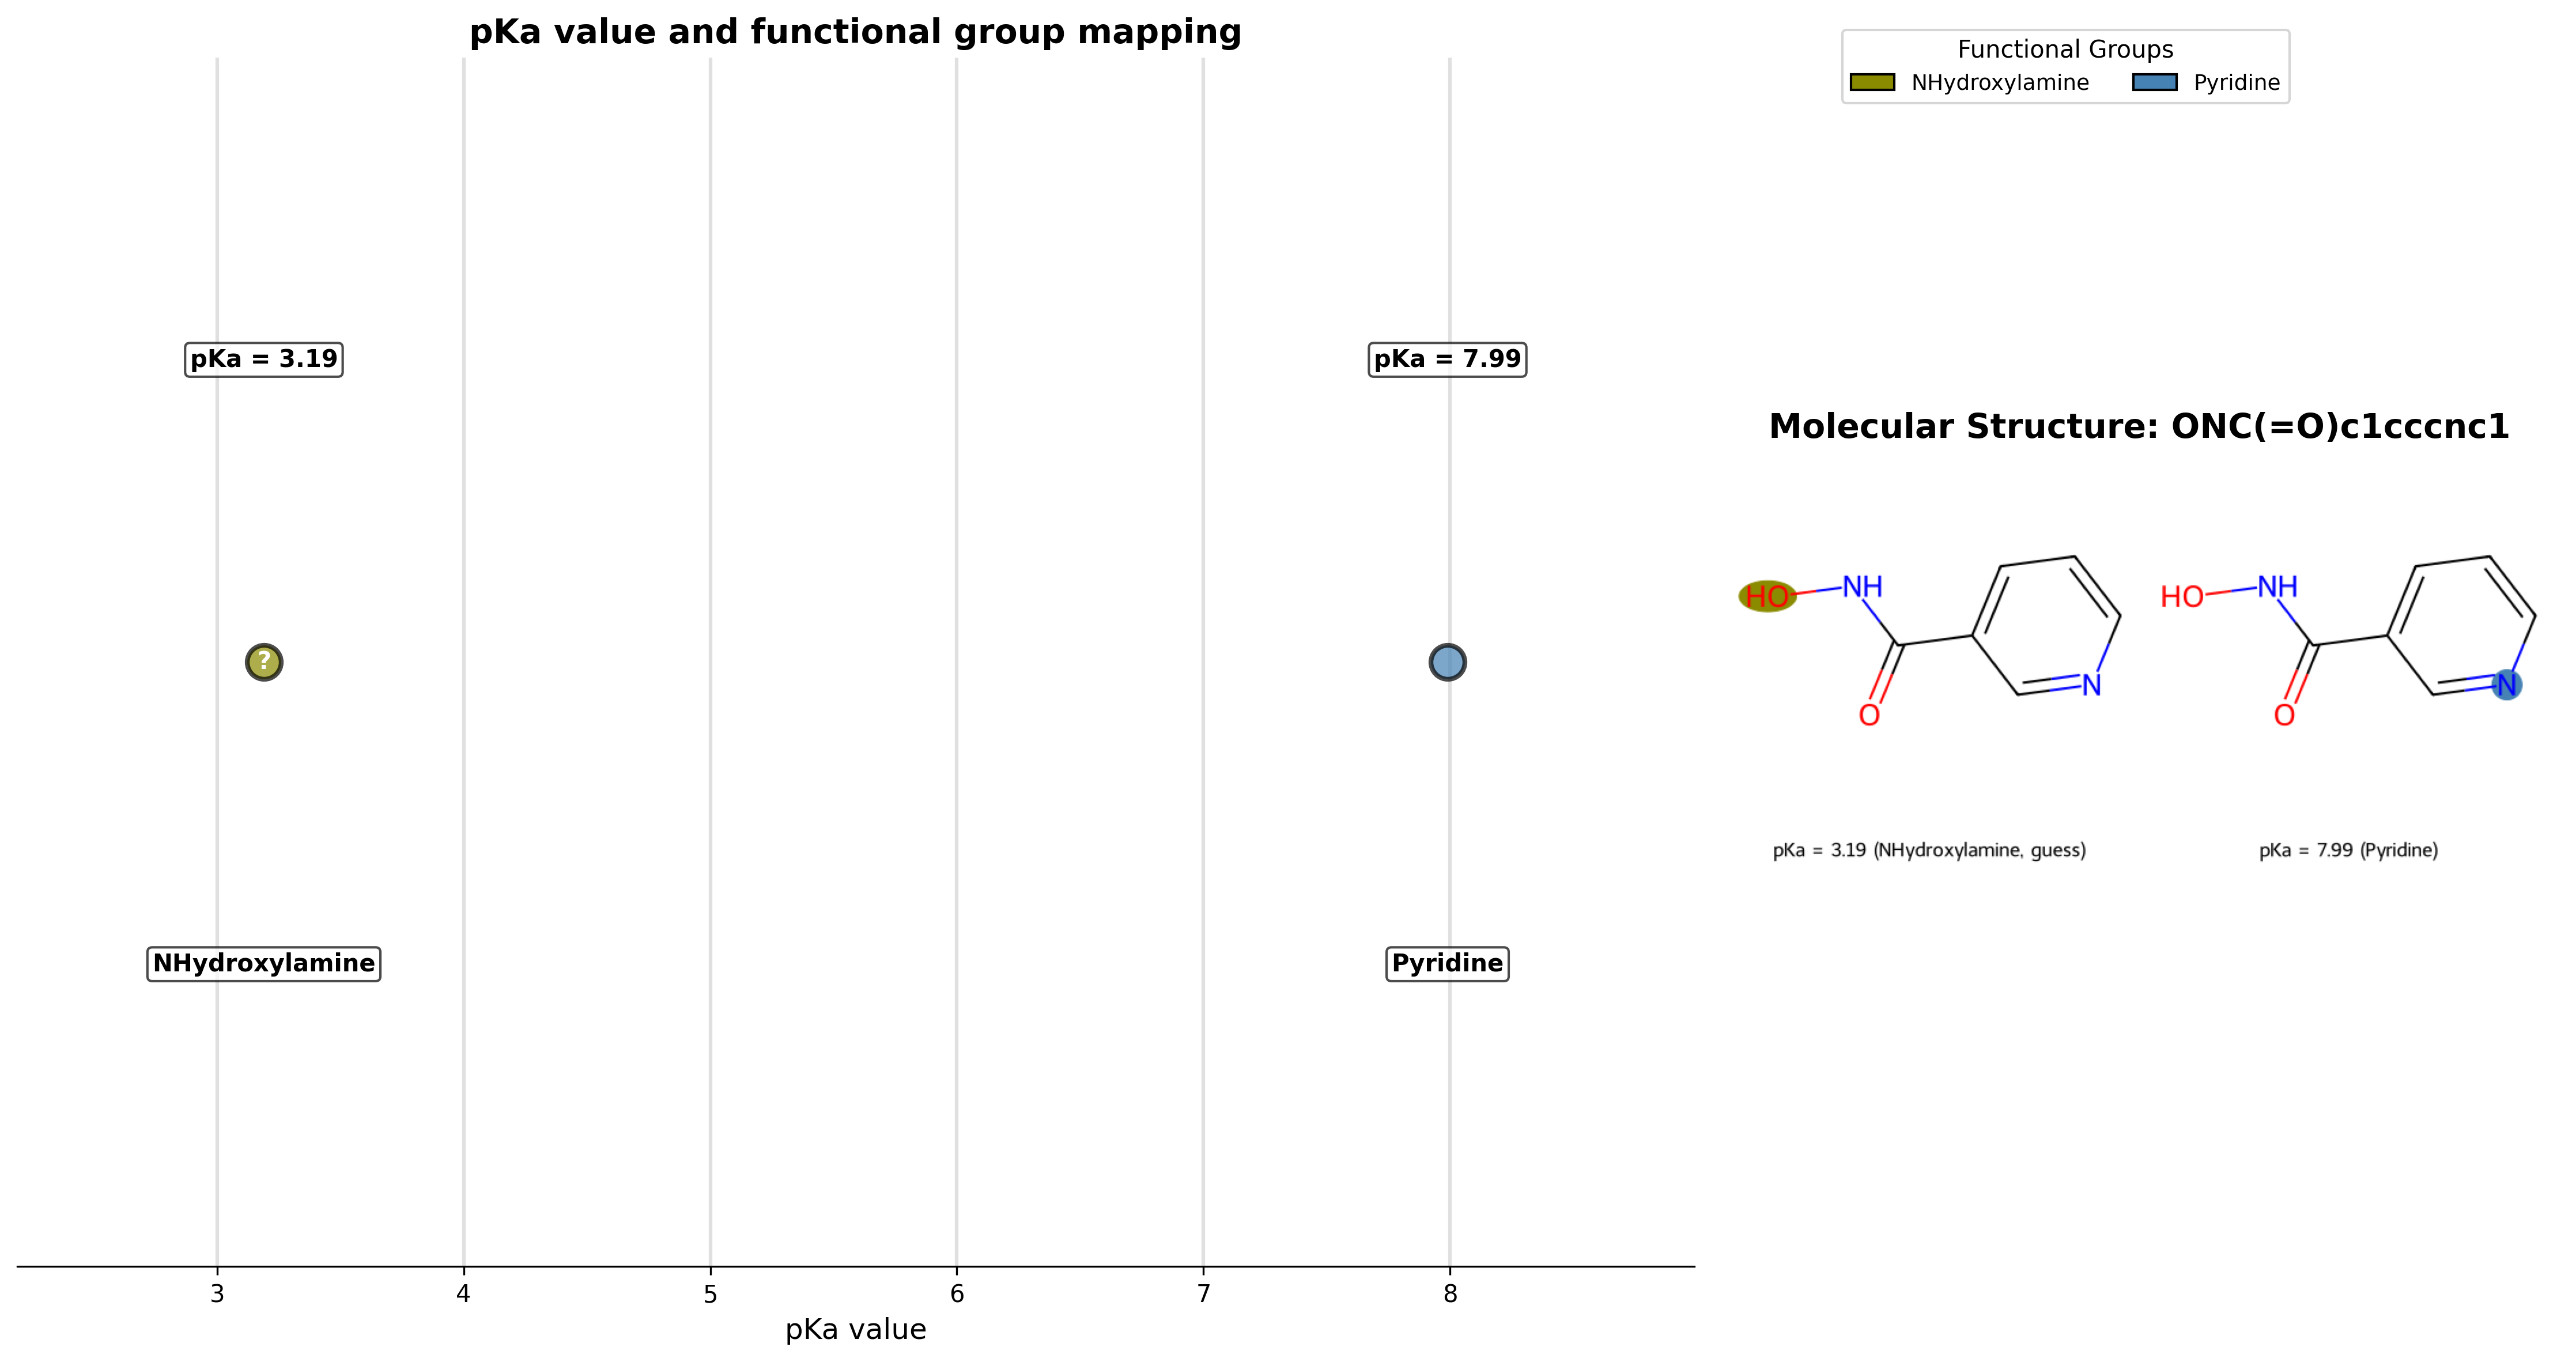 pKa value and functional group mapping
Functional Groups
NHydroxylamine
Pyridine
pKa = 3.19
pKa = 7.99
?
NHydroxylamine
Pyridine
3
4
5
6
7
8
pKa value
Molecular Structure: ONC(=O)c1cccnc1
HO
NH
O
N
HO
NH
O
N
pKa = 3.19 (NHydroxylamine, guess)
pKa = 7.99 (Pyridine)